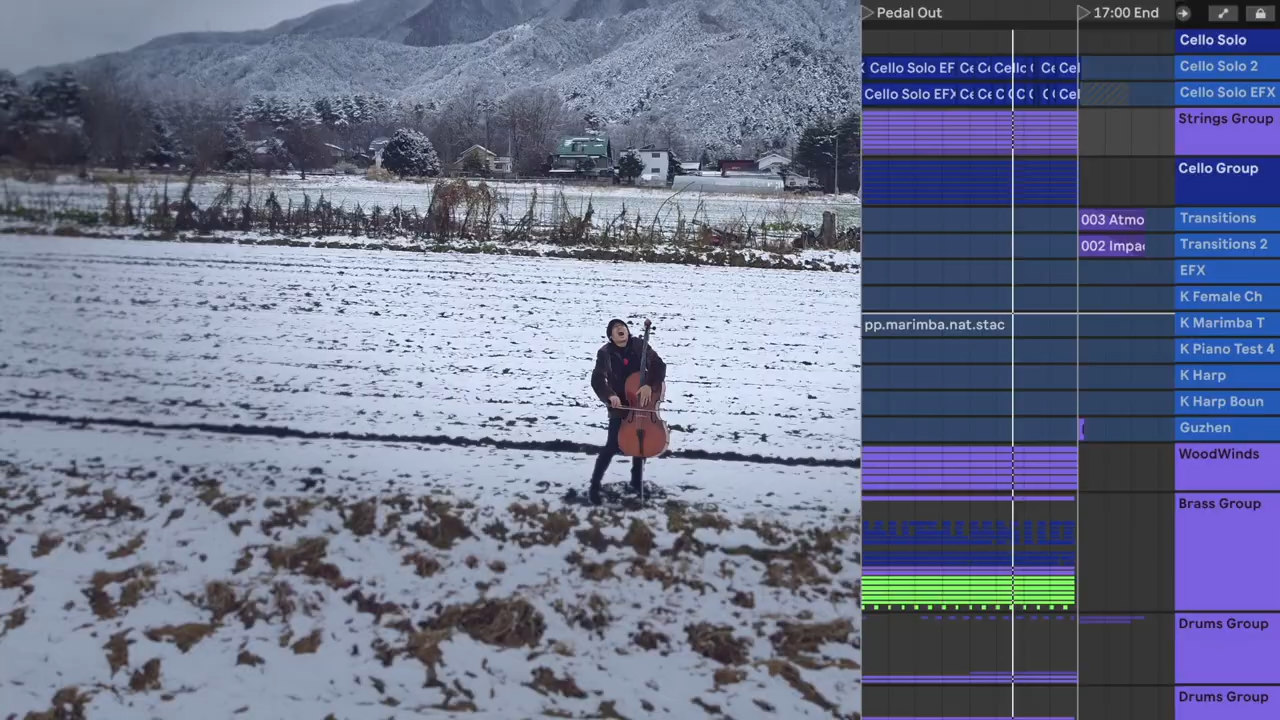 Pedal Out
17:00 End
Cello Solo
Cello Solo EF
Cello Solo 2
Cello Solo EFX
Cello Solo EFX
Strings Group
Cello Group
003 Atmo
Transitions
002 Impa
Transitions 2
EFX
K Female Ch
pp.marimba.nat.stac
K Marimba T
K Piano Test 4
K Harp
K Harp Boun
Guzhen
WoodWinds
Brass Group
Drums Group
Drums Group